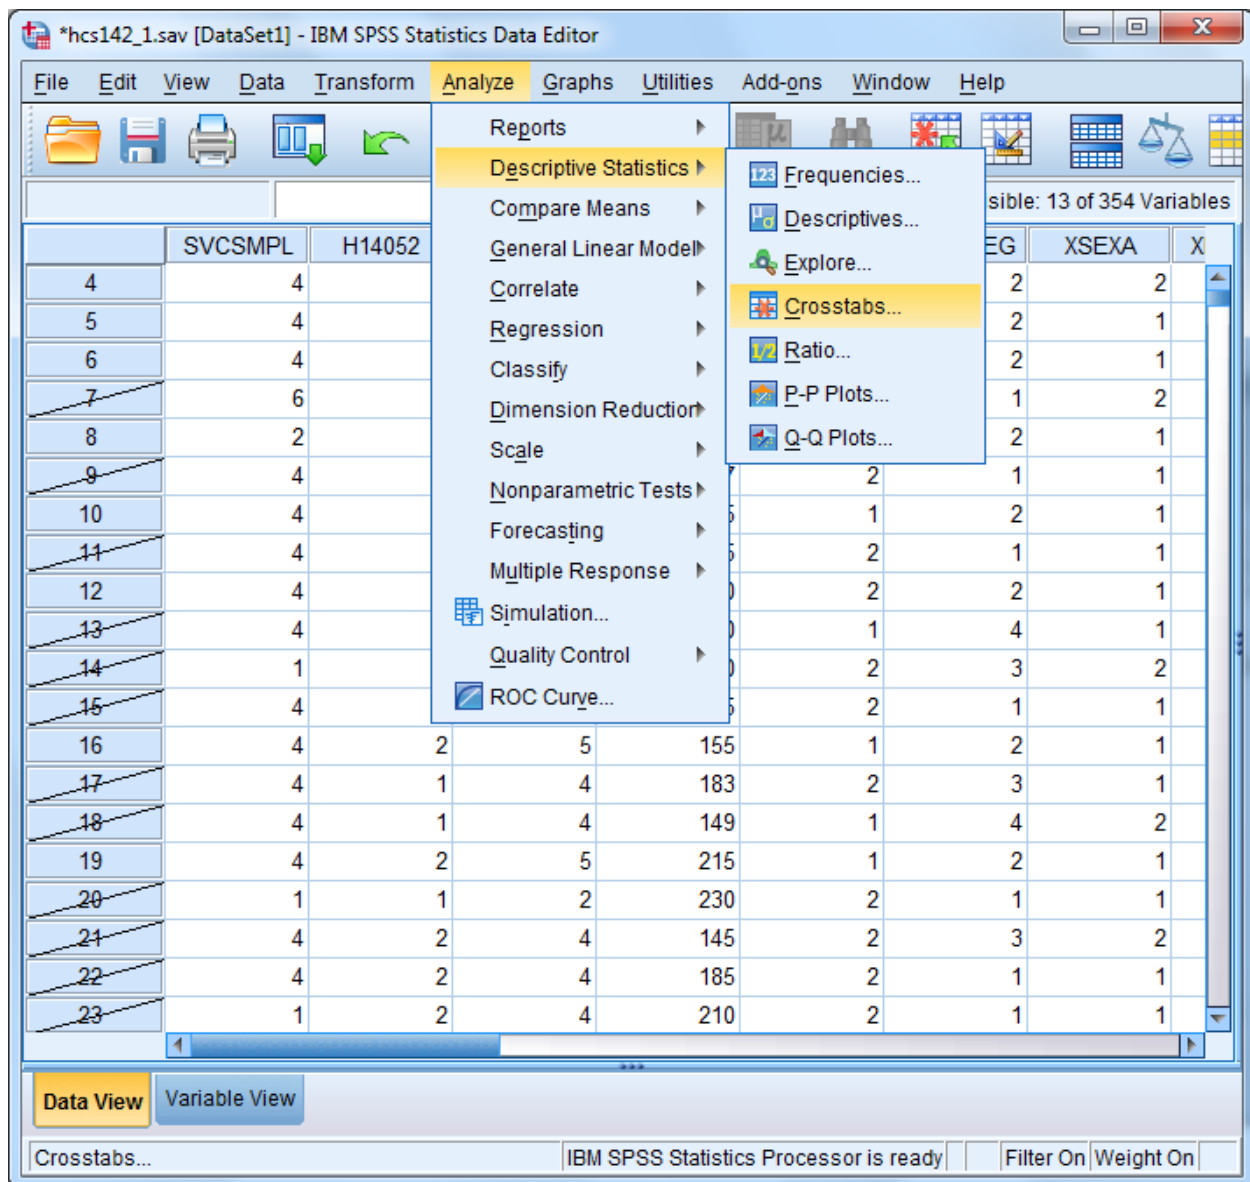 *hcs142_1.sav [DataSet1] - IBM SPSS Statistics Data Editor
File Edit View Data Transform Analyze Graphs Utilities Add-ons Window Help
Reports
Descriptive Statistics
Compare Means
General Linear Model
Correlate
Regression
Classify
Dimension Reduction
Scale
Nonparametric Tests
Forecasting
Multiple Response
Simulation...
Quality Control
ROC Curve...
123 Frequencies...
Descriptives...
Explore...
Crosstabs...
1/2 Ratio...
P-P Plots...
Q-Q Plots...
13 of 354 Variables
SVCSMPL H14052 XSEXA
4 4 2 2
5 4 2 1
6 4 2 1
7 6 1 2
8 2 2 1
9 4 2 1 1
10 4 1 2 1
11 4 2 1 1
12 4 2 2 1
13 4 1 4 1
14 1 2 3 2
15 4 2 1 1
16 4 2 5 155 1 2 1
17 4 1 4 183 2 3 1
18 4 1 4 149 1 4 2
19 4 2 5 215 1 2 1
20 1 1 2 230 2 1 1
21 4 2 4 145 2 3 2
22 4 2 4 185 2 1 1
23 1 2 4 210 2 1 1
Data View Variable View
Crosstabs... IBM SPSS Statistics Processor is ready Filter On Weight On